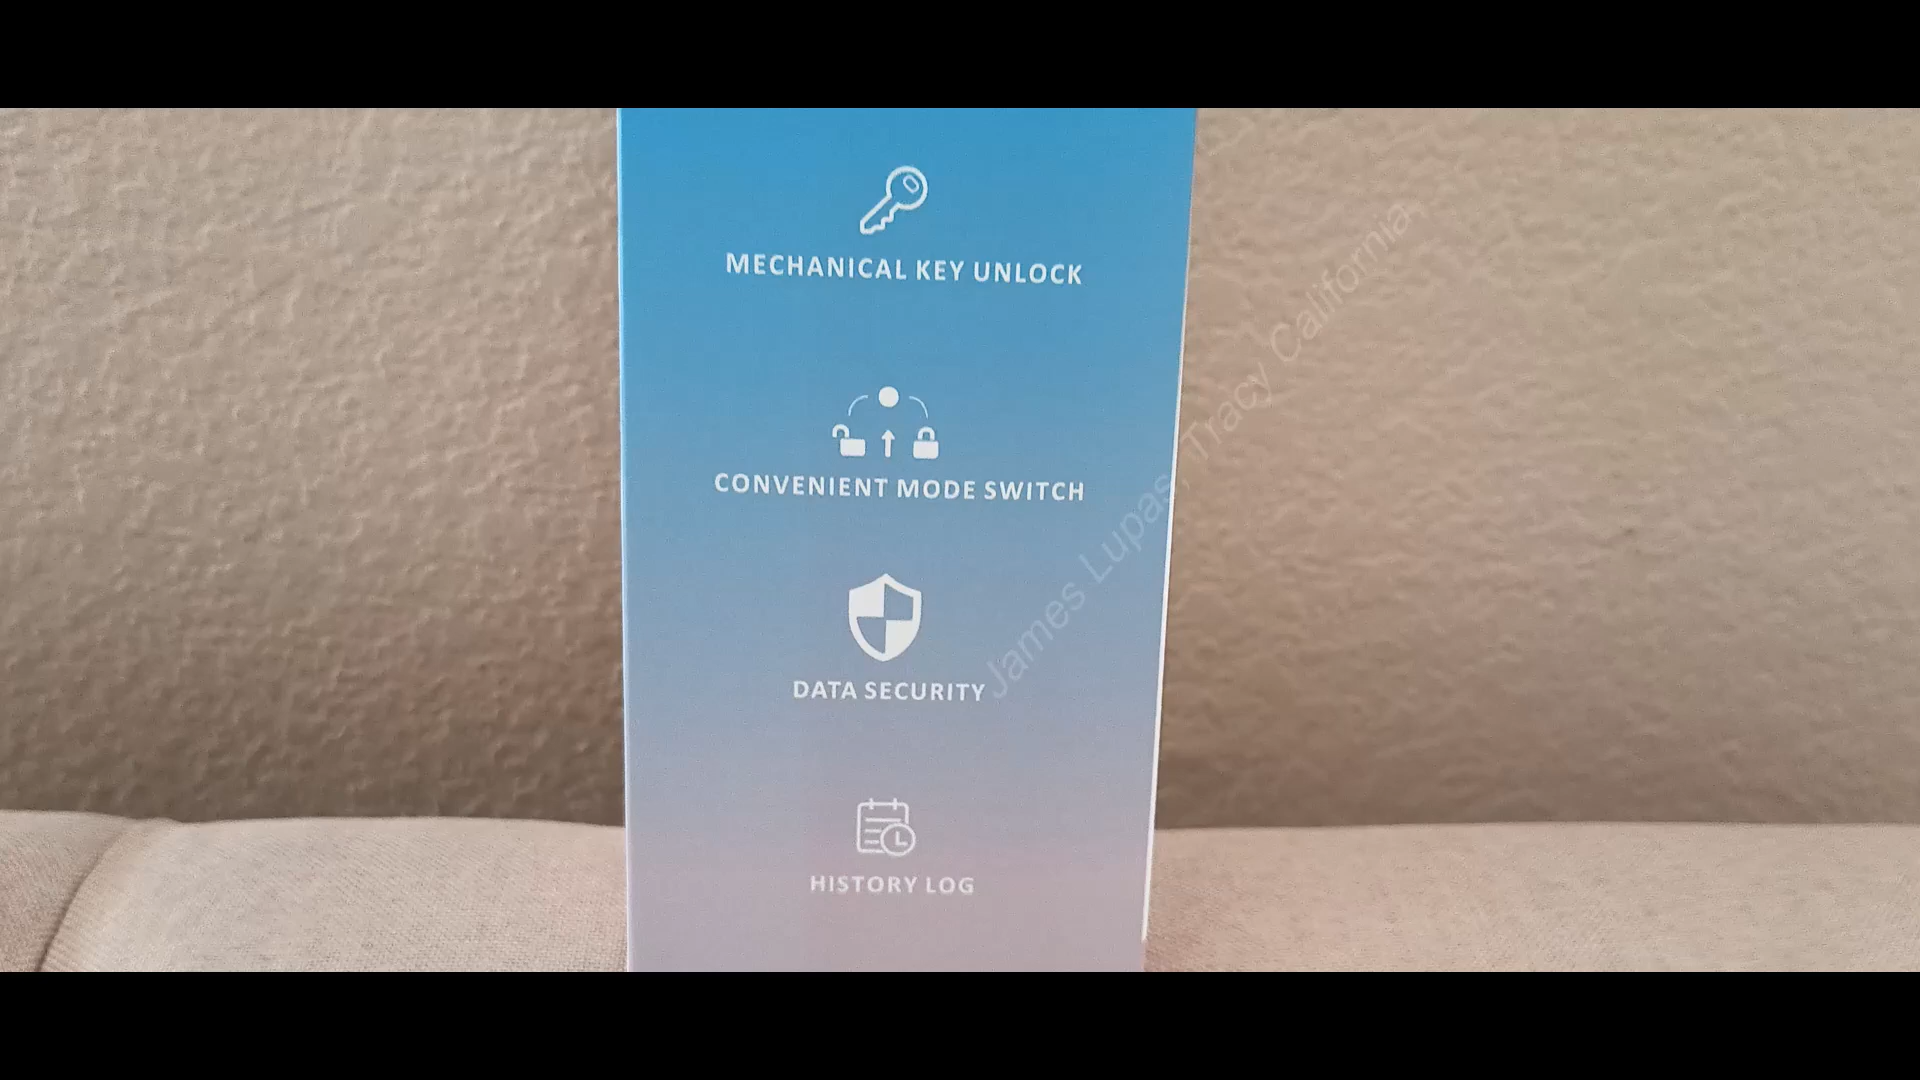 MECHANICAL KEY UNLOCK
CONVENIENT MODE SWITCH
DATA SECURITY
HISTORY LOG
James Lupas, Tracy California,